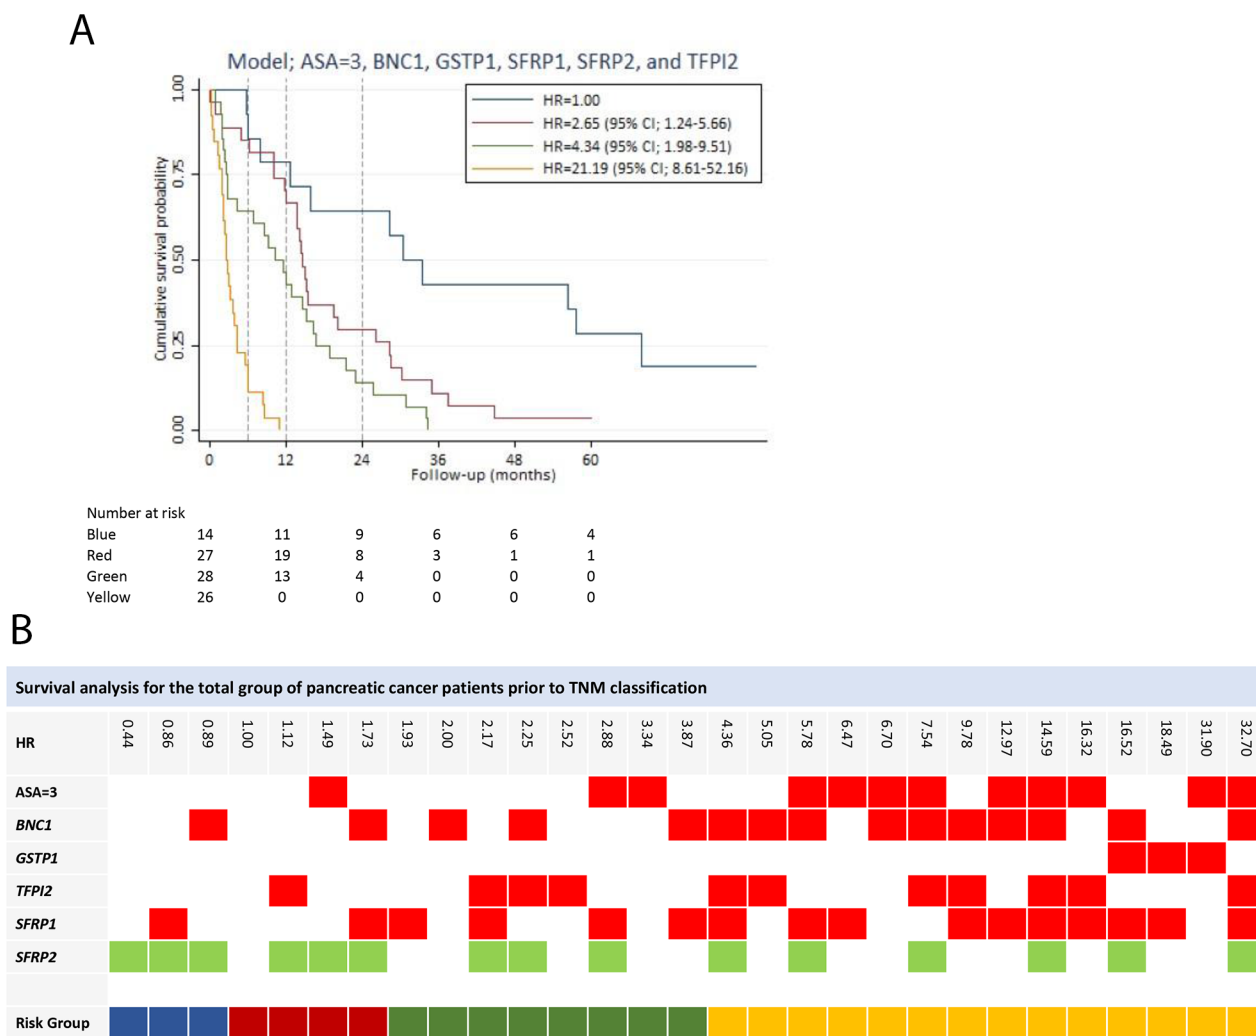 A
Model; ASA=3, BNC1, GSTP1, SFRP1, SFRP2, and TFPI2
HR=1.00
HR=2.65 (95% CI; 1.24-5.66)
HR=4.34 (95% CI; 1.98-9.51)
HR=21.19 (95% CI; 8.61-52.16)
Cumulative survival probability
1.00
0.75
0.50
0.25
0.00
0 12 24 36 48 60
Follow-up (months)
Number at risk
Blue 14 11 9 6 6 4
Red 27 19 8 3 1 1
Green 28 13 4 0 0 0
Yellow 26 0 0 0 0 0
B
Survival analysis for the total group of pancreatic cancer patients prior to TNM classification
HR 0.44 0.86 0.89 1.00 1.12 1.49 1.73 1.93 2.00 2.17 2.25 2.52 2.88 3.34 3.87 4.36 5.05 5.78 6.47 6.70 7.54 9.78 12.97 14.59 16.32 16.52 18.49 31.90 32.70
ASA=3
BNC1
GSTP1
TFPI2
SFRP1
SFRP2
Risk Group